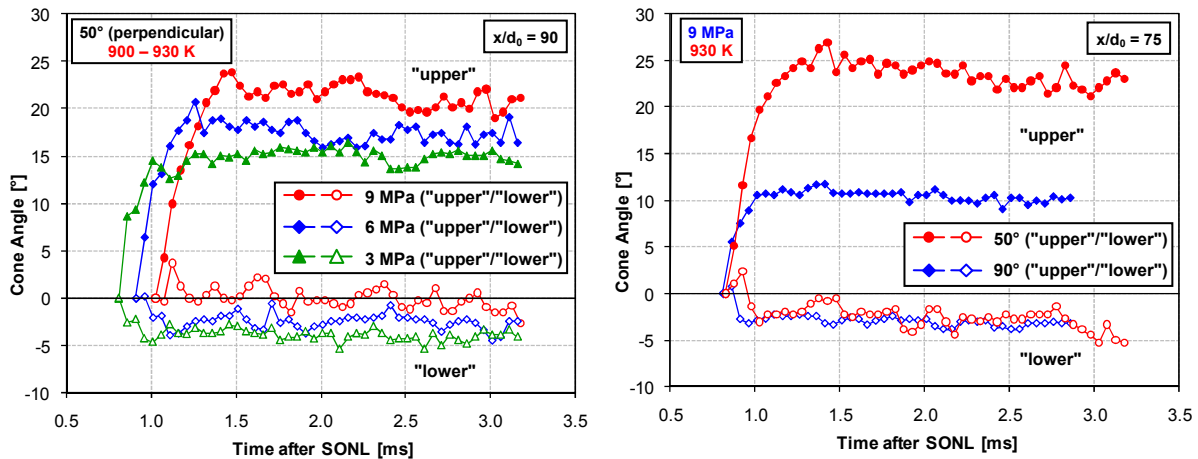 50° (perpendicular)
900 – 930 K
x/d₀ = 90
"upper"
9 MPa ("upper"/"lower")
6 MPa ("upper"/"lower")
3 MPa ("upper"/"lower")
"lower"
30
25
20
15
10
5
0
-5
-10
Cone Angle [°]
0.5 1.0 1.5 2.0 2.5 3.0 3.5
Time after SONL [ms]
9 MPa
930 K
x/d₀ = 75
"upper"
50° ("upper"/"lower")
90° ("upper"/"lower")
"lower"
30
25
20
15
10
5
0
-5
-10
Cone Angle [°]
0.5 1.0 1.5 2.0 2.5 3.0 3.5
Time after SONL [ms]